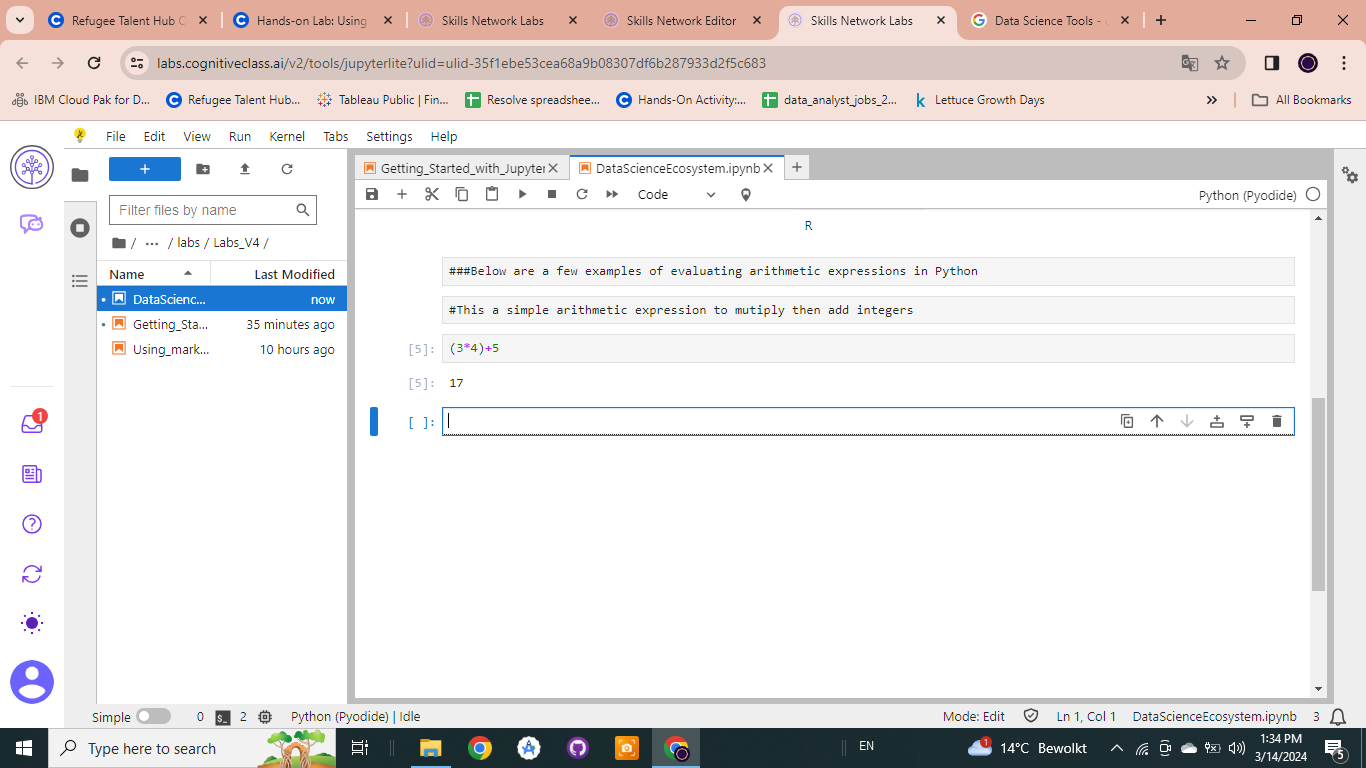 Refugee Talent Hub C
Hands-on Lab: Using
Skills Network Labs
Skills Network Editor
Skills Network Labs
Data Science Tools -
labs.cognitiveclass.ai/v2/tools/jupyterlite?ulid=ulid-35f1ebe53cea68a9b08307df6b287933d2f5c683
IBM Cloud Pak for D...
Refugee Talent Hub...
Tableau Public | Fin...
Resolve spreadshee...
Hands-On Activity:...
data_analyst_jobs_2...
Lettuce Growth Days
»
All Bookmarks
File Edit View Run Kernel Tabs Settings Help
Getting_Started_with_Jupyter
DataScienceEcosystem.ipynb
Code
Python (Pyodide)
Filter files by name
/ ... / labs / Labs_V4 /
Name Last Modified
DataScienc... now
Getting_Sta... 35 minutes ago
Using_mark... 10 hours ago
1
R
###Below are a few examples of evaluating arithmetic expressions in Python
#This a simple arithmetic expression to mutiply then add integers
[5]: (3*4)+5
[5]: 17
[ ]:
Simple 0 2 Python (Pyodide) | Idle Mode: Edit Ln 1, Col 1 DataScienceEcosystem.ipynb 3
Type here to search
EN
1
14°C Bewolkt
1:34 PM
3/14/2024
5